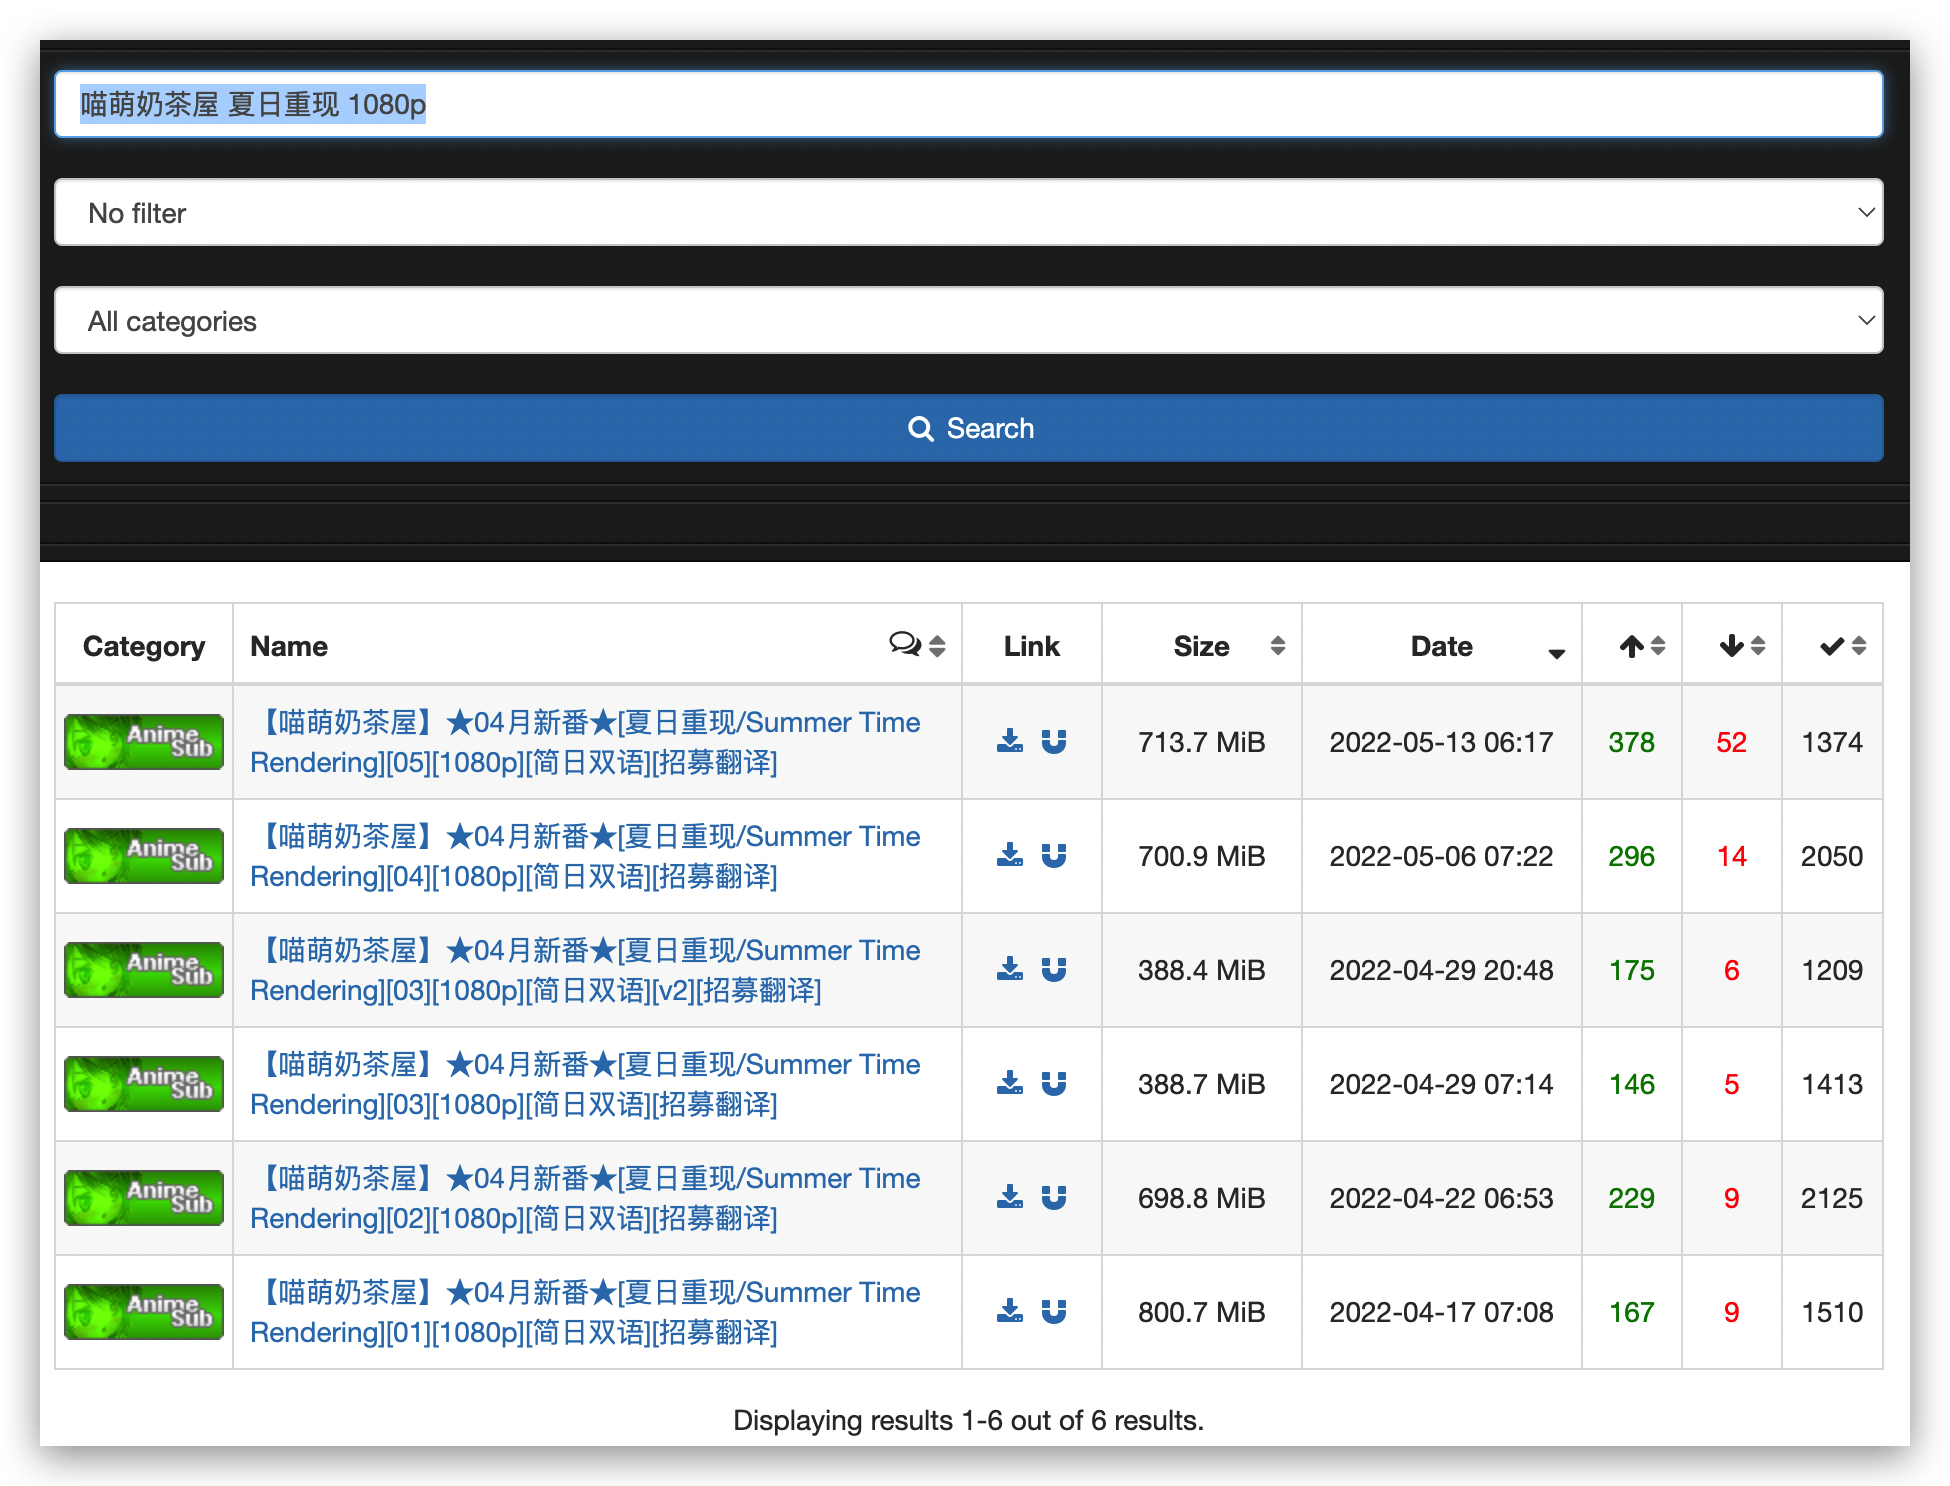 喵萌奶茶屋 夏日重现 1080p
No filter
All categories
Search
Category Name Link Size Date
Anime Sub 【喵萌奶茶屋】★04月新番★[夏日重现/Summer Time 713.7 MiB 2022-05-13 06:17 378 52 1374
Rendering][05][1080p][简日双语][招募翻译]
Anime Sub 【喵萌奶茶屋】★04月新番★[夏日重现/Summer Time 700.9 MiB 2022-05-06 07:22 296 14 2050
Rendering][04][1080p][简日双语][招募翻译]
Anime Sub 【喵萌奶茶屋】★04月新番★[夏日重现/Summer Time 388.4 MiB 2022-04-29 20:48 175 6 1209
Rendering][03][1080p][简日双语][v2][招募翻译]
Anime Sub 【喵萌奶茶屋】★04月新番★[夏日重现/Summer Time 388.7 MiB 2022-04-29 07:14 146 5 1413
Rendering][03][1080p][简日双语][招募翻译]
Anime Sub 【喵萌奶茶屋】★04月新番★[夏日重现/Summer Time 698.8 MiB 2022-04-22 06:53 229 9 2125
Rendering][02][1080p][简日双语][招募翻译]
Anime Sub 【喵萌奶茶屋】★04月新番★[夏日重现/Summer Time 800.7 MiB 2022-04-17 07:08 167 9 1510
Rendering][01][1080p][简日双语][招募翻译]
Displaying results 1-6 out of 6 results.